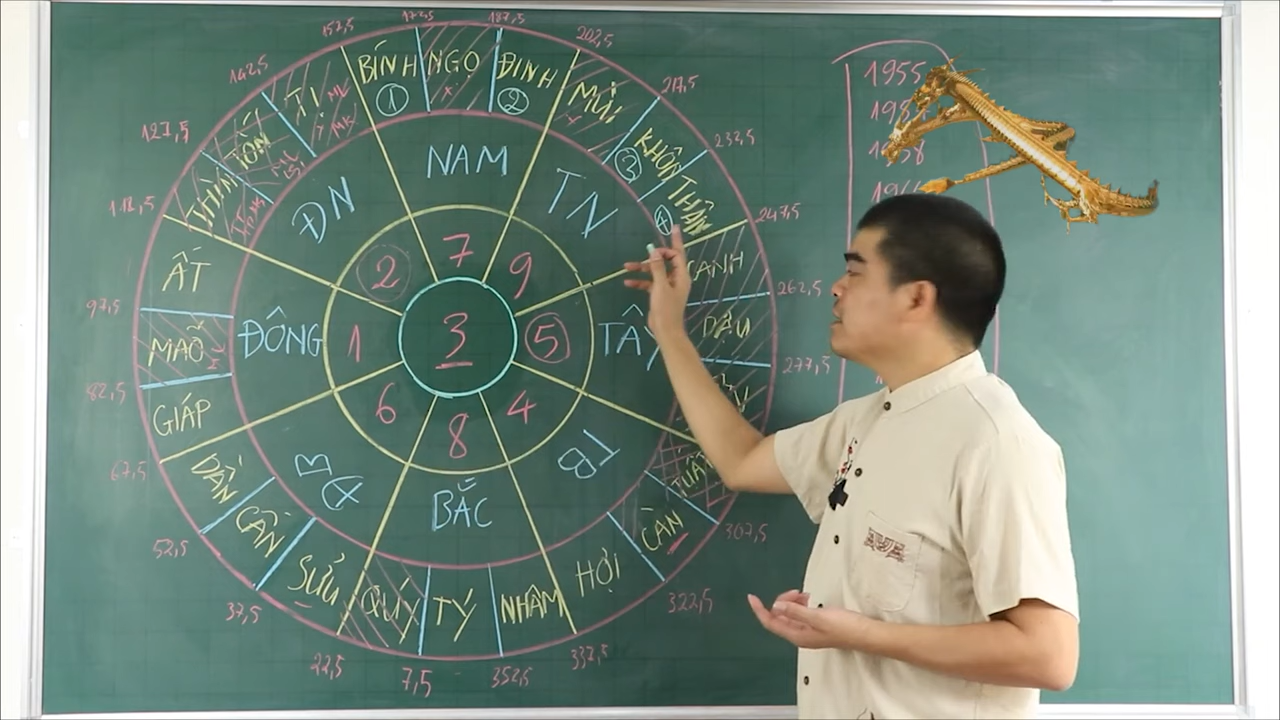 157,5
172,5
187,5
202,5
217,5
232,5
247,5
262,5
277,5
307,5
322,5
337,5
352,5
7,5
22,5
37,5
52,5
67,5
82,5
97,5
112,5
127,5
142,5
BÍNH
①
NGỌ
x
ĐINH
②
MÙI
x
KHÔN
③
THÂN
④
CANH
DẬU
TUẤT
CÀN
HỢI
NHÂM
TÝ
QUÝ
SỬU
CẤN
DẦN
GIÁP
MÃO
ẤT
THÌN
TỐN
TỊ
ML
MK
NAM
TN
TÂY
TB
BẮC
ĐB
ĐÔNG
ĐN
7
9
5
4
8
6
1
2
3
1955